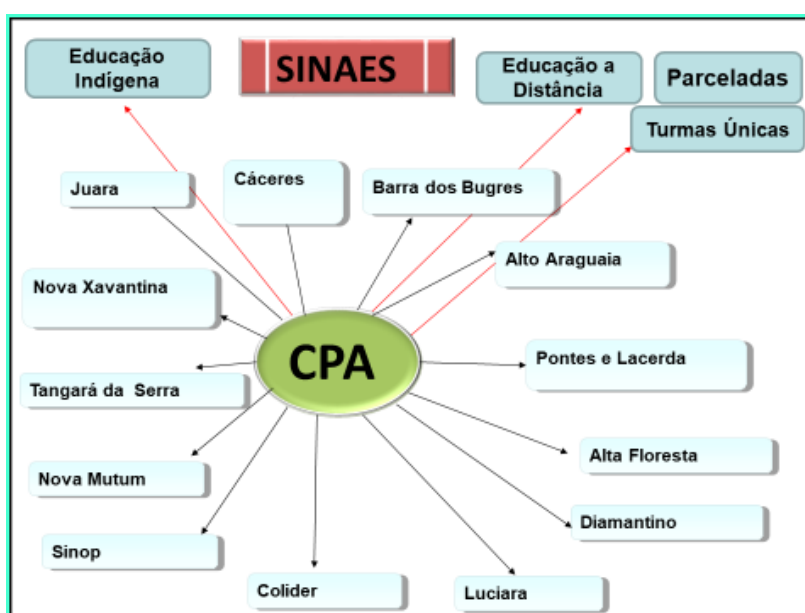 Educação
Indígena
SINAES
Educação a
Distância
Parceladas
Turmas Únicas
Juara
Cáceres
Barra dos Bugres
Alto Araguaia
Nova Xavantina
CPA
Pontes e Lacerda
Tangará da Serra
Alta Floresta
Nova Mutum
Diamantino
Sinop
Colider
Luciara